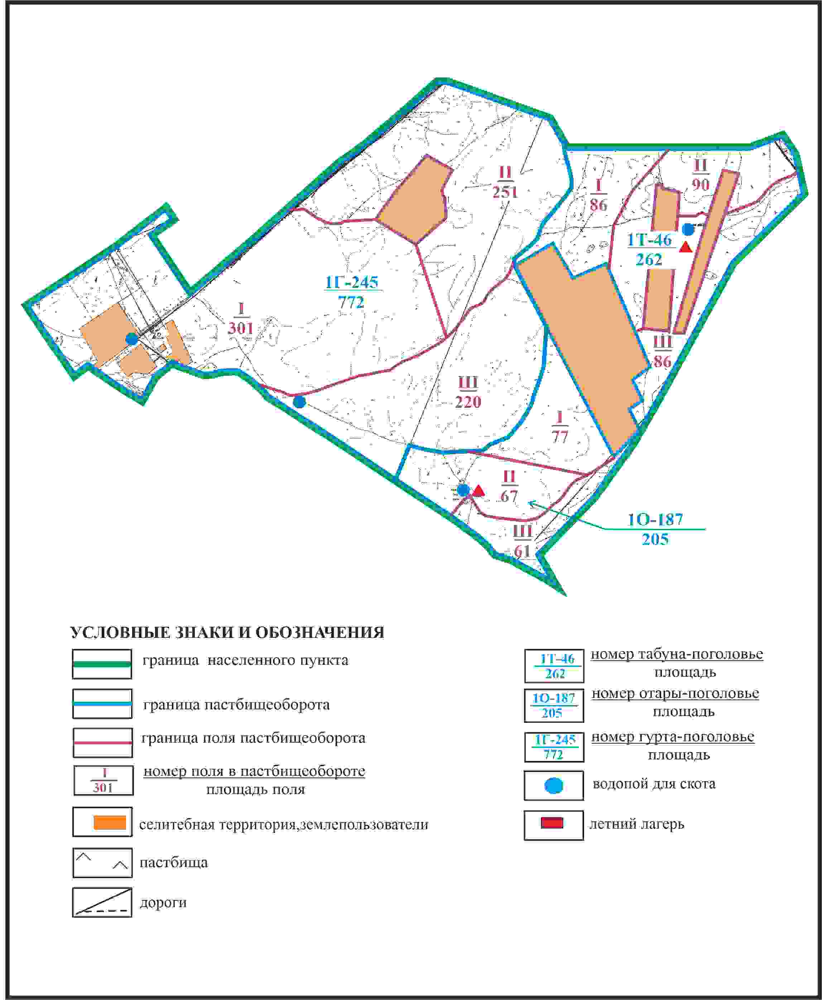 II
251
II
90
I
86
1Т-46
262
1Г-245
772
I
301
III
86
III
220
I
77
II
67
1О-187
205
III
61
УСЛОВНЫЕ ЗНАКИ И ОБОЗНАЧЕНИЯ
граница населенного пункта
граница пастбищеоборота
граница поля пастбищеоборота
I
301
номер поля в пастбищеобороте
площадь поля
селитебная территория,землепользователи
пастбища
дороги
1Т-46
262
номер табуна-поголовье
площадь
1О-187
205
номер отары-поголовье
площадь
1Г-245
772
номер гурта-поголовье
площадь
водопой для скота
летний лагерь